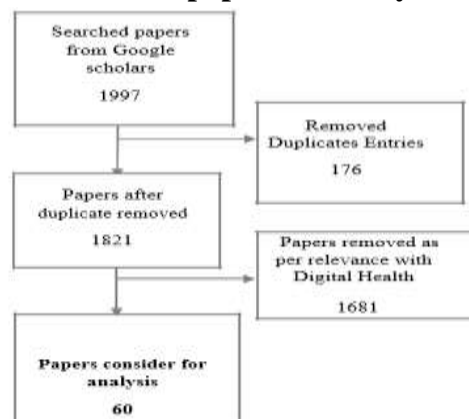 Searched papers
from Google
scholars
1997
Removed
Duplicates Entries
176
Papers after
duplicate removed
1821
Papers removed as
per relevance with
Digital Health
1681
Papers consider for
analysis
60